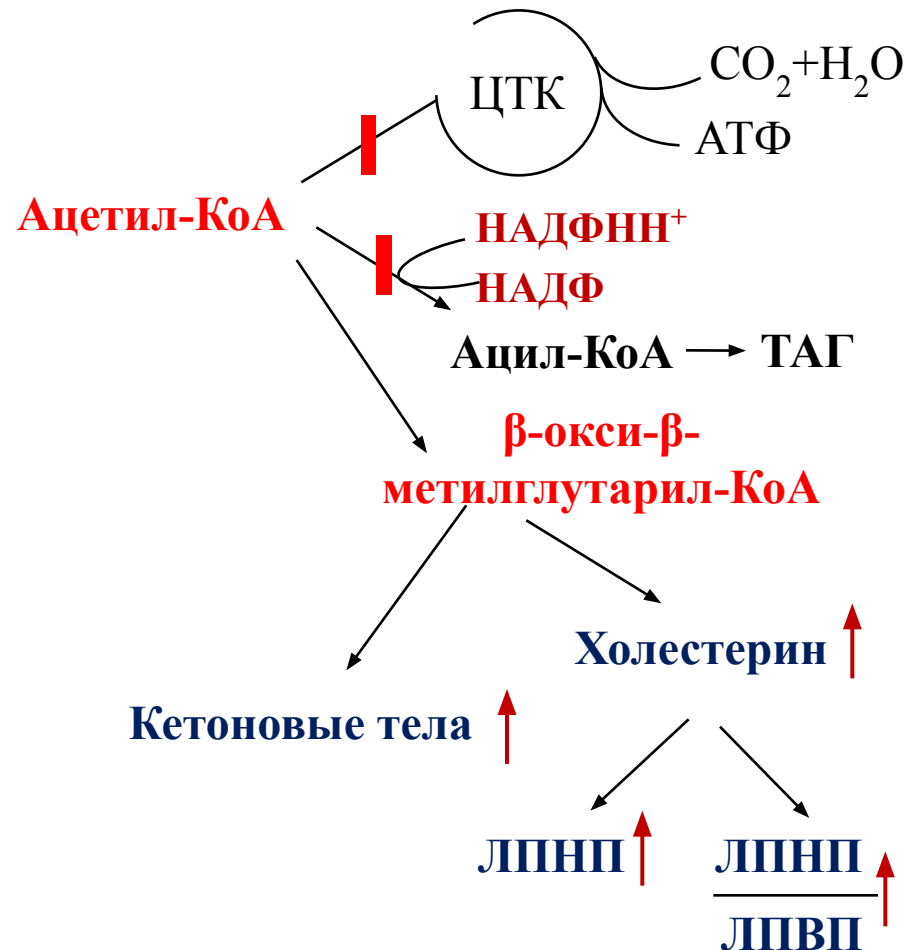 CO₂+H₂O
ЦТК
АТФ
Ацетил-КоА
НАДФНН⁺
НАДФ
Ацил-КоА → ТАГ
β-окси-β-
метилглутарил-КоА
Холестерин
Кетоновые тела
ЛПНП
ЛПНП
ЛПВП